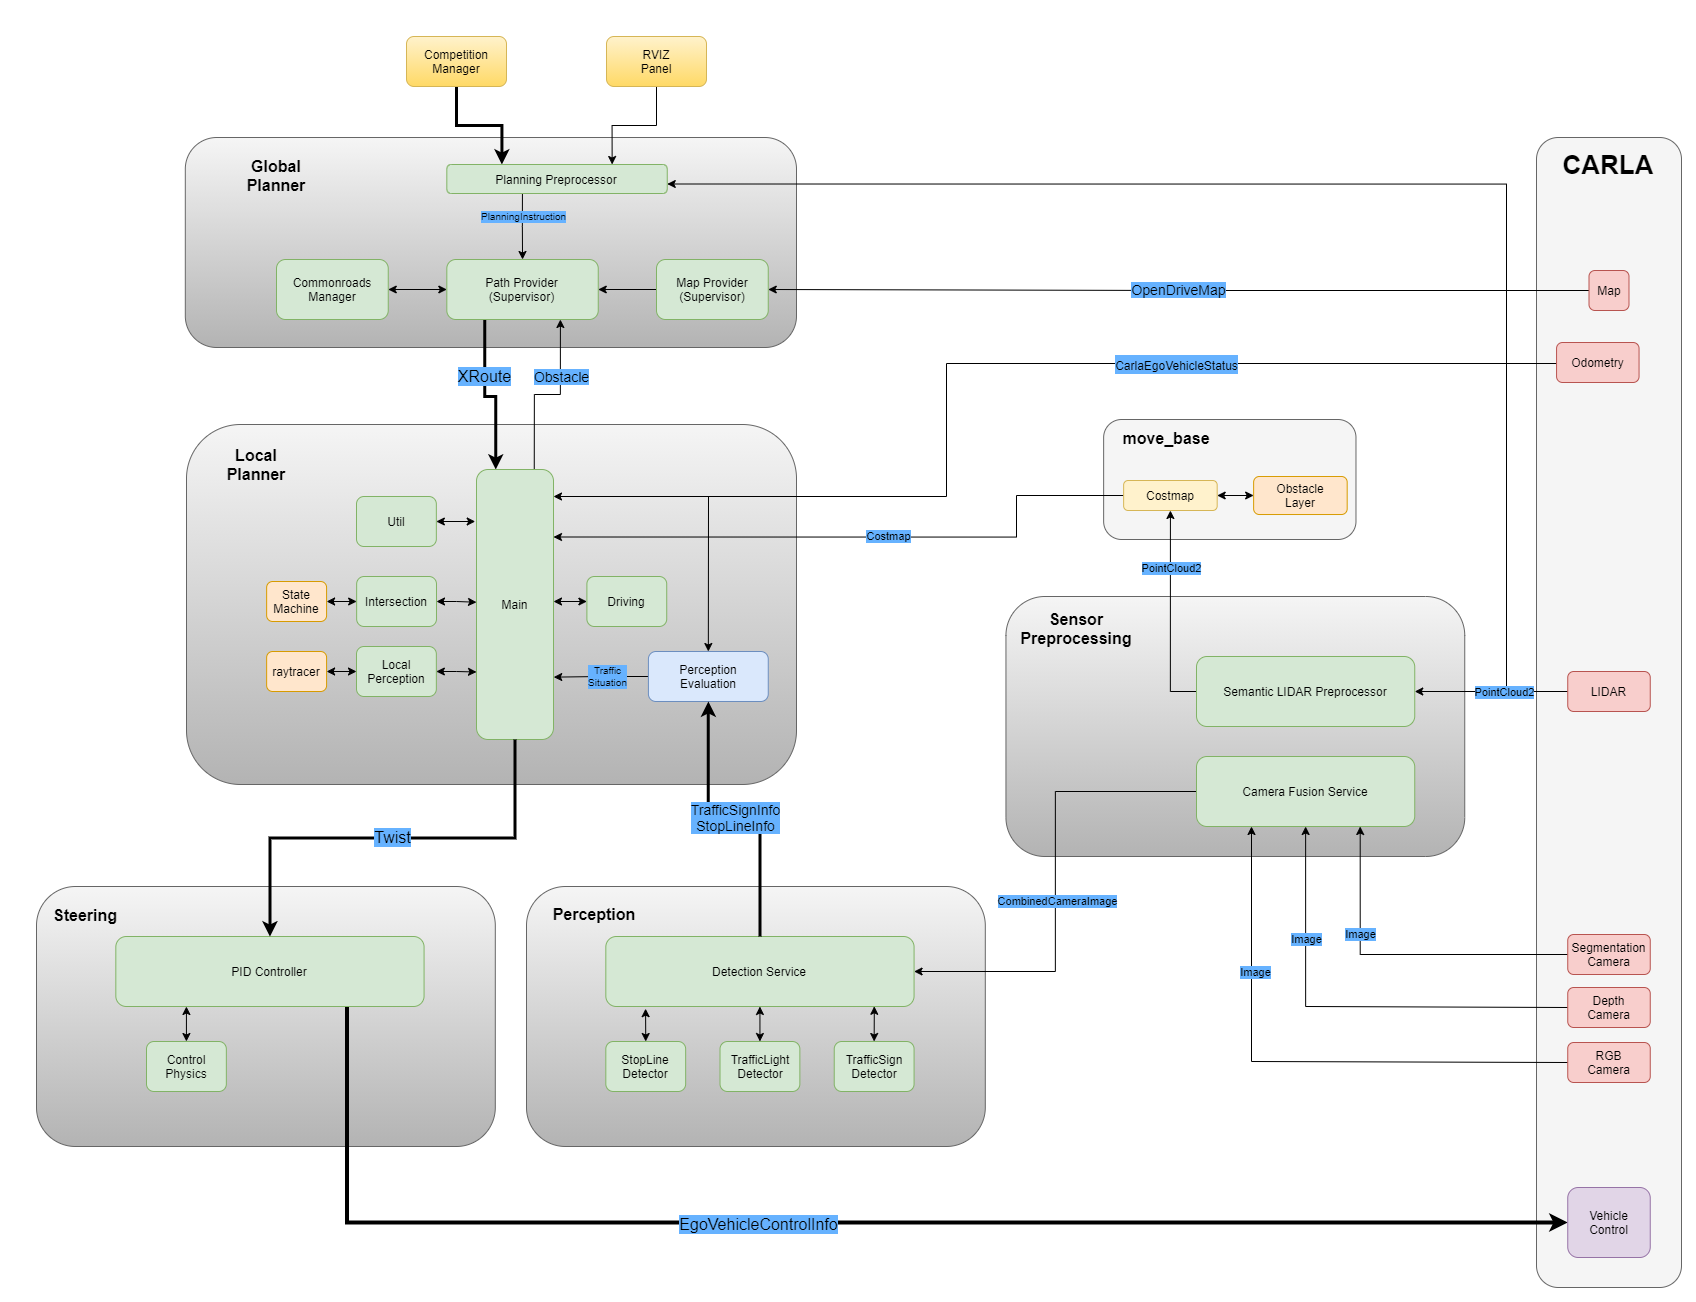 Competition
Manager
RVIZ
Panel
Global
Planner
Planning Preprocessor
PlanningInstruction
Commonroads
Manager
Path Provider
(Supervisor)
Map Provider
(Supervisor)
CARLA
OpenDriveMap
Map
XRoute
Obstacle
CarlaEgoVehicleStatus
Odometry
Local
Planner
move_base
Costmap
Obstacle
Layer
Util
Costmap
PointCloud2
State
Machine
Intersection
Main
Driving
raytracer
Local
Perception
Traffic
Situation
Perception
Evaluation
Sensor
Preprocessing
Semantic LIDAR Preprocessor
PointCloud2
LIDAR
Camera Fusion Service
TrafficSignInfo
StopLineInfo
Twist
Steering
PID Controller
Control
Physics
Perception
Detection Service
StopLine
Detector
TrafficLight
Detector
TrafficSign
Detector
CombinedCameraImage
Image
Image
Image
Segmentation
Camera
Depth
Camera
RGB
Camera
EgoVehicleControlInfo
Vehicle
Control